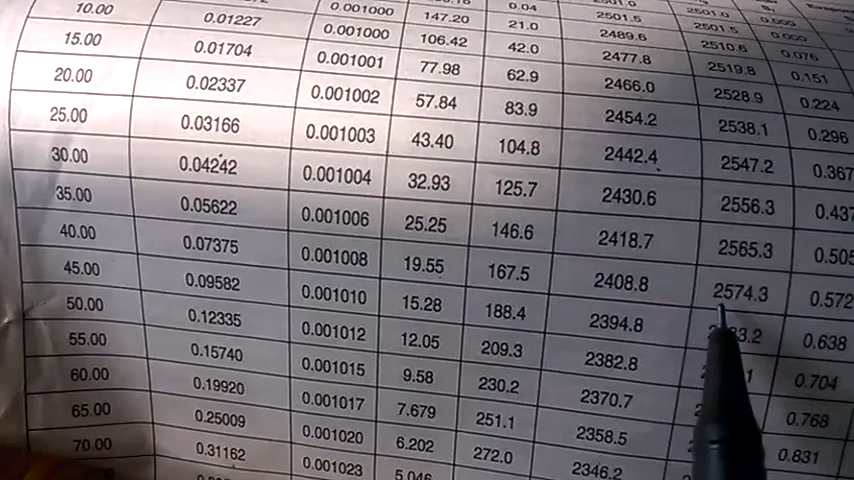 0.04 2501.5 2501.5 0.000
0.001000 147.20 21.0 2489.6 2510.6 0.076
10.00 0.01227 0.001000 106.42 42.0 2477.8 2519.8 0.151
15.00 0.01704 0.001001 77.98 62.9 2466.0 2528.9 0.224
20.00 0.02337 0.001002 57.84 83.9 2454.2 2538.1 0.296
25.00 0.03166 0.001003 43.40 104.8 2442.4 2547.2 0.367
30.00 0.04242 0.001004 32.93 125.7 2430.6 2556.3 0.437
35.00 0.05622 0.001006 25.25 146.6 2418.7 2565.3 0.505
40.00 0.07375 0.001008 19.55 167.5 2408.8 2574.3 0.572
45.00 0.09582 0.001010 15.28 188.4 2394.8 0.638
50.00 0.12335 0.001012 12.05 209.3 2382.8 0.704
55.00 0.15740 0.001015 9.58 230.2 2370.7 0.768
60.00 0.19920 0.001017 7.679 251.1 2358.5 0.831
65.00 0.25009 0.001020 6.202 272.0 2346.2
70.00 0.31162 0.001023 5.046